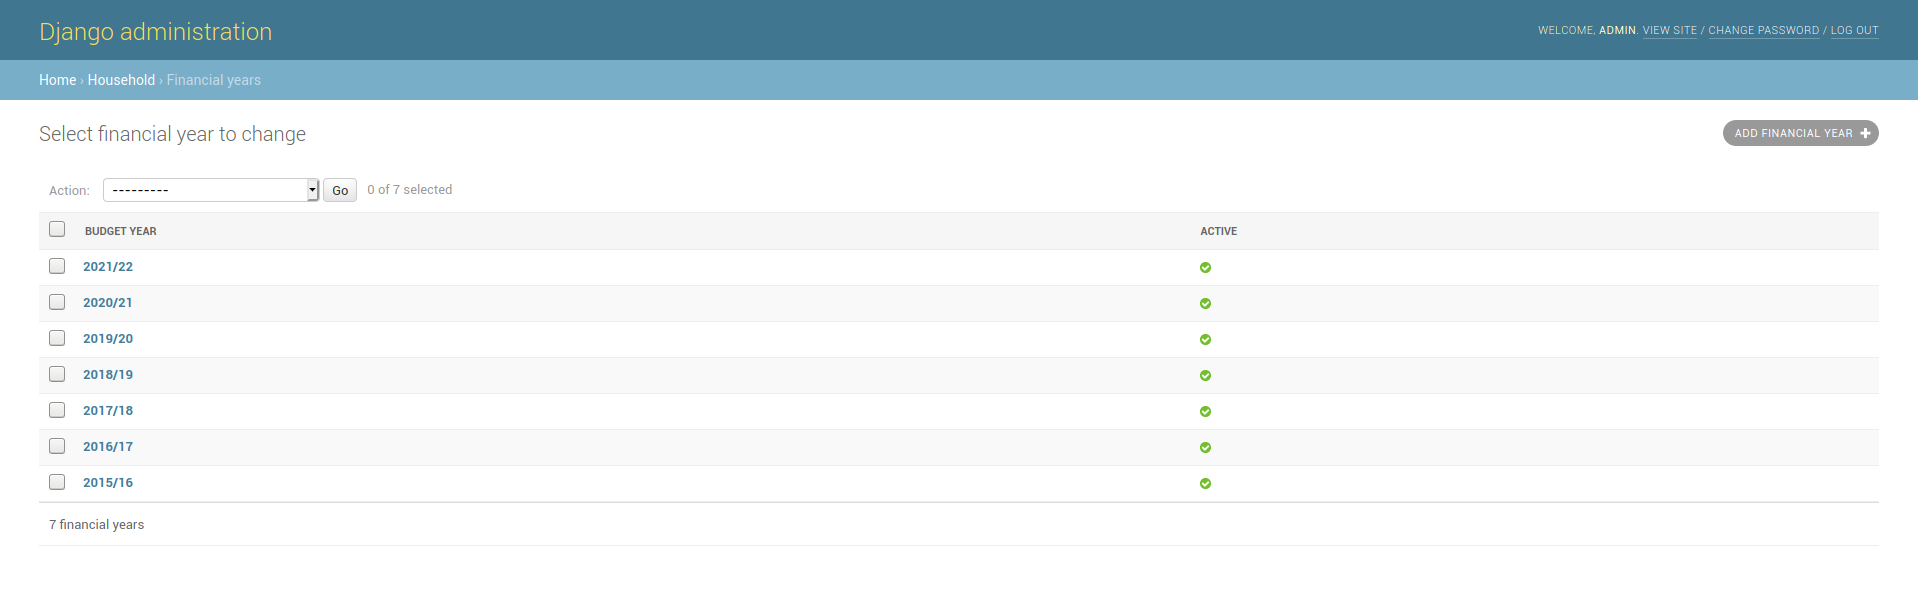 Django administration
WELCOME, ADMIN. VIEW SITE / CHANGE PASSWORD / LOG OUT
Home › Household › Financial years
Select financial year to change
ADD FINANCIAL YEAR +
Action: --------- Go 0 of 7 selected
BUDGET YEAR ACTIVE
2021/22
2020/21
2019/20
2018/19
2017/18
2016/17
2015/16
7 financial years